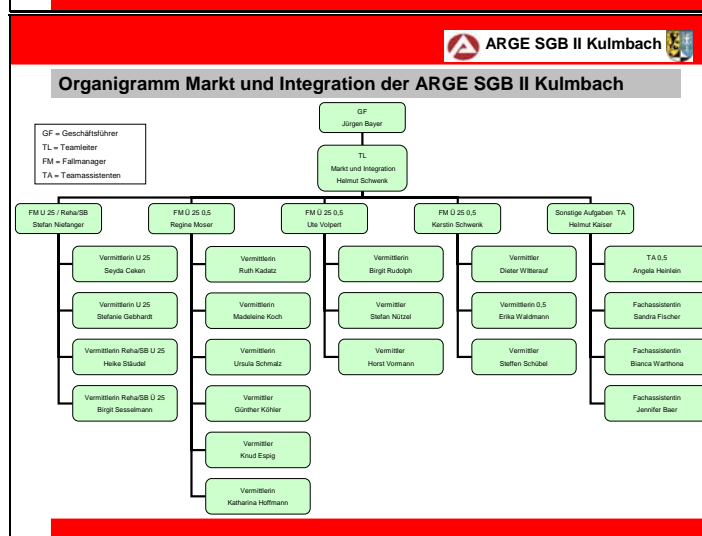 ARGE SGB II Kulmbach
Organigramm Markt und Integration der ARGE SGB II Kulmbach
GF = Geschäftsführer
TL = Teamleiter
FM = Fallmanager
TA = Teamassistenten
GF
Jürgen Bayer
TL
Markt und Integration
Helmut Schwenk
FM U 25 / Reha/SB
Stefan Niefanger
Vermittlerin U 25
Seyda Ceken
Vermittlerin U 25
Stefanie Gebhardt
Vermittlerin Reha/SB U 25
Heike Stäudel
Vermittlerin Reha/SB Ü 25
Birgit Sesselmann
FM Ü 25 0,5
Regine Moser
Vermittlerin
Ruth Kadatz
Vermittlerin
Madeleine Koch
Vermittlerin
Ursula Schmalz
Vermittler
Günther Köhler
Vermittler
Knud Espig
Vermittlerin
Katharina Hoffmann
FM Ü 25 0,5
Ute Volpert
Vermittlerin
Birgit Rudolph
Vermittler
Stefan Nützel
Vermittler
Horst Vormann
FM Ü 25 0,5
Kerstin Schwenk
Vermittler
Dieter Witterauf
Vermittlerin 0,5
Erika Waldmann
Vermittler
Steffen Schübel
Sonstige Aufgaben TA
Helmut Kaiser
TA 0,5
Angela Heinlein
Fachassistentin
Sandra Fischer
Fachassistentin
Bianca Warthona
Fachassistentin
Jennifer Baer